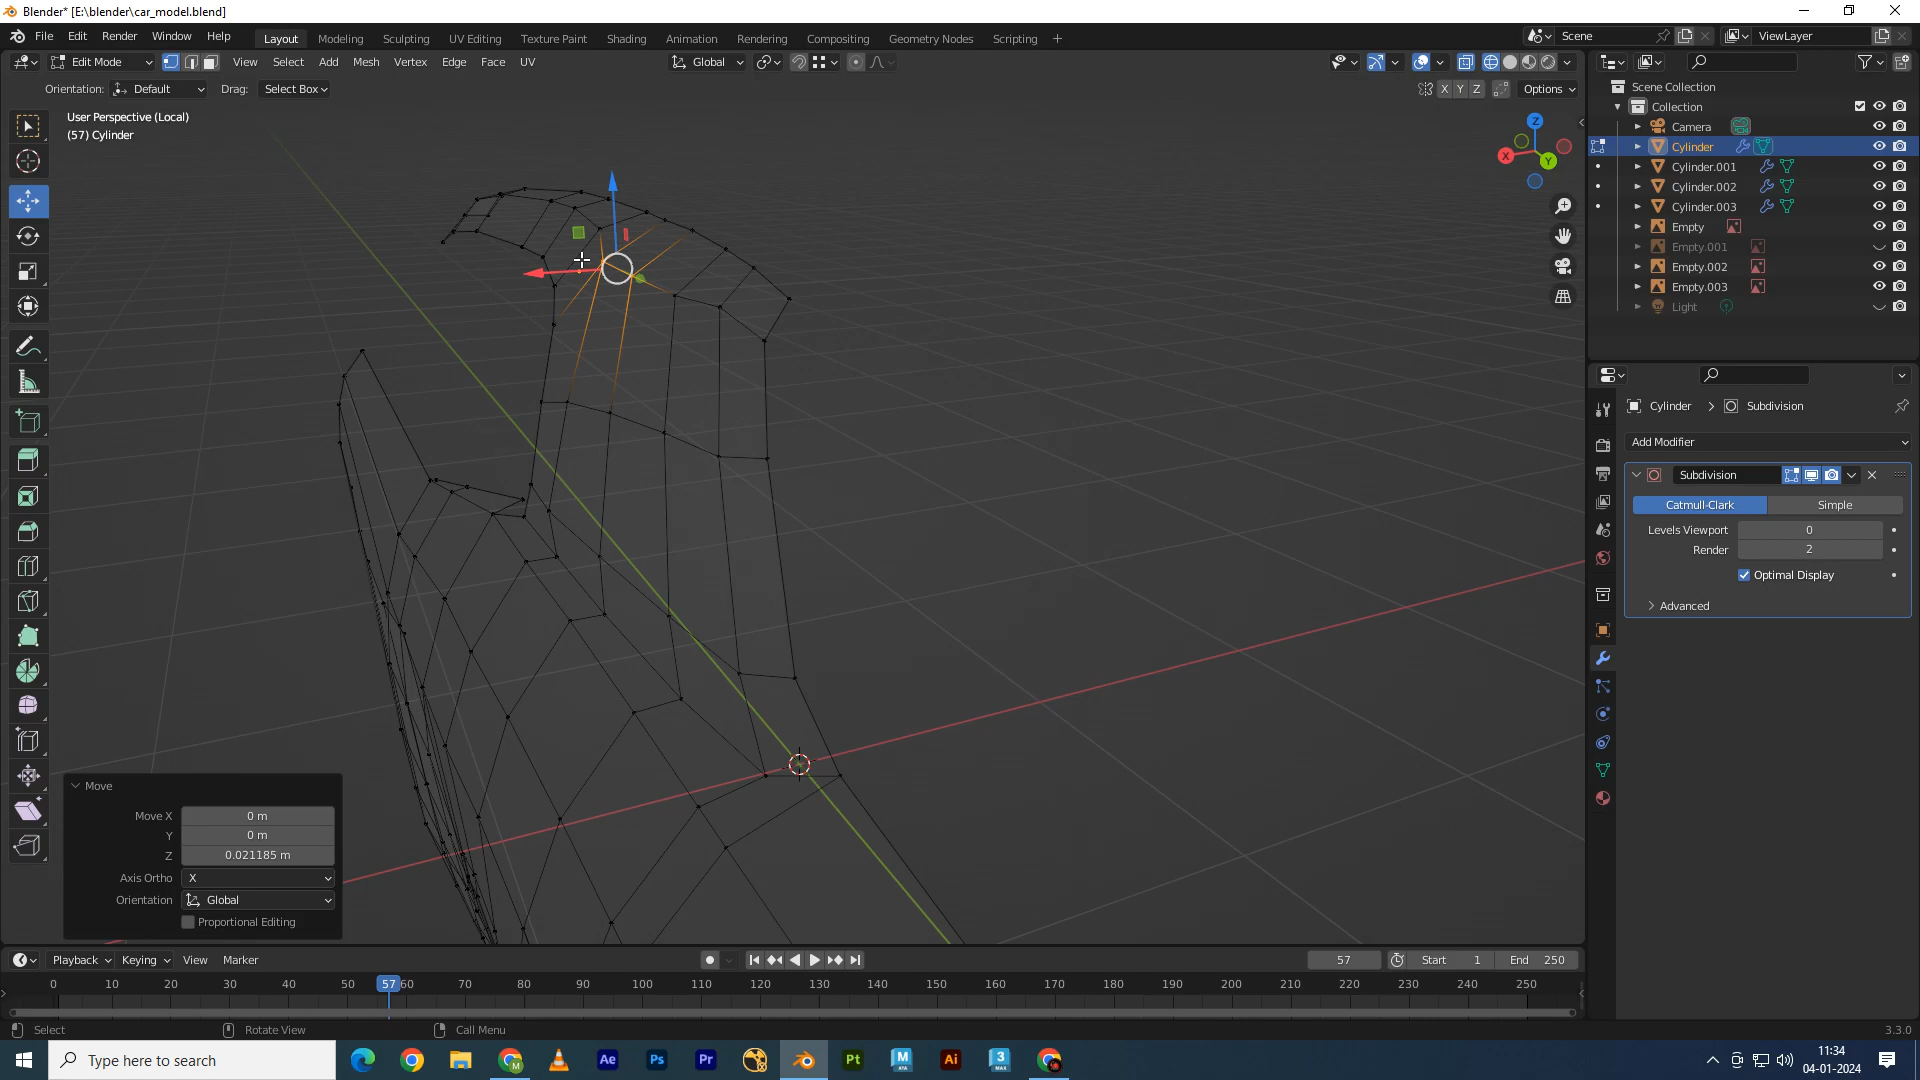 Blender* [E:\blender\car_model.blend]
File Edit Render Window Help Layout Modeling Sculpting UV Editing Texture Paint Shading Animation Rendering Compositing Geometry Nodes Scripting + Scene ViewLayer
Edit Mode View Select Add Mesh Vertex Edge Face UV Global
Orientation: Default Drag: Select Box X Y Z Options
User Perspective (Local)
(57) Cylinder
Z
X
Y
Scene Collection
Collection
Camera
Cylinder
Cylinder.001
Cylinder.002
Cylinder.003
Empty
Empty.001
Empty.002
Empty.003
Light
Cylinder > Subdivision
Add Modifier
Subdivision
Catmull-Clark Simple
Levels Viewport 0
Render 2
Optimal Display
Advanced
Move
Move X 0 m
Y 0 m
Z 0.021185 m
Axis Ortho X
Orientation Global
Proportional Editing
Playback Keying View Marker 57 Start 1 End 250
0 10 20 30 40 50 57 60 70 80 90 100 110 120 130 140 150 160 170 180 190 200 210 220 230 240 250
Select Rotate View Call Menu 3.3.0
Type here to search Ae Ps Pr Pt M Ai 3 11:34
04-01-2024